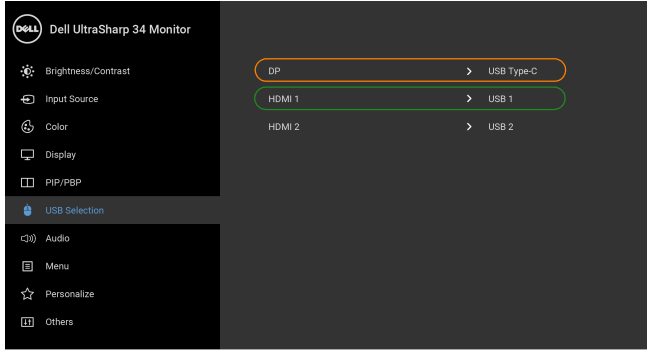 DELL Dell UltraSharp 34 Monitor
Brightness/Contrast
Input Source
Color
Display
PIP/PBP
USB Selection
Audio
Menu
Personalize
Others
DP > USB Type-C
HDMI 1 > USB 1
HDMI 2 > USB 2